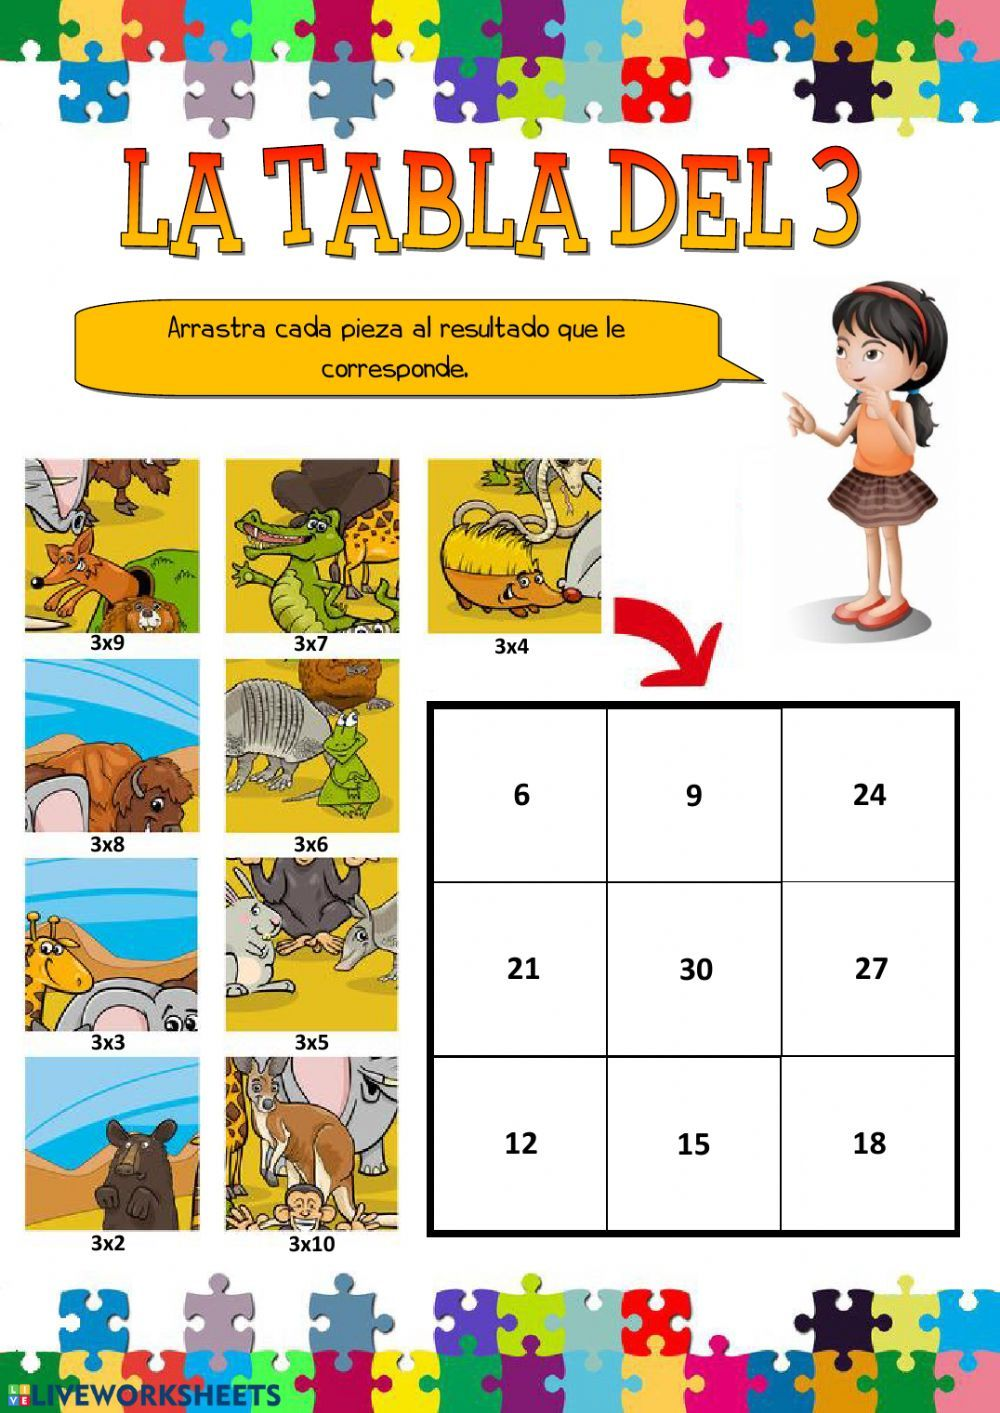 LA TABLA DEL 3
Arrastra cada pieza al resultado que le
corresponde.
3x9 3x7 3x4
3x8 3x6
3x3 3x5
3x2 3x10
6 9 24
21 30 27
12 15 18
LIVE LIVEWORKSHEETS